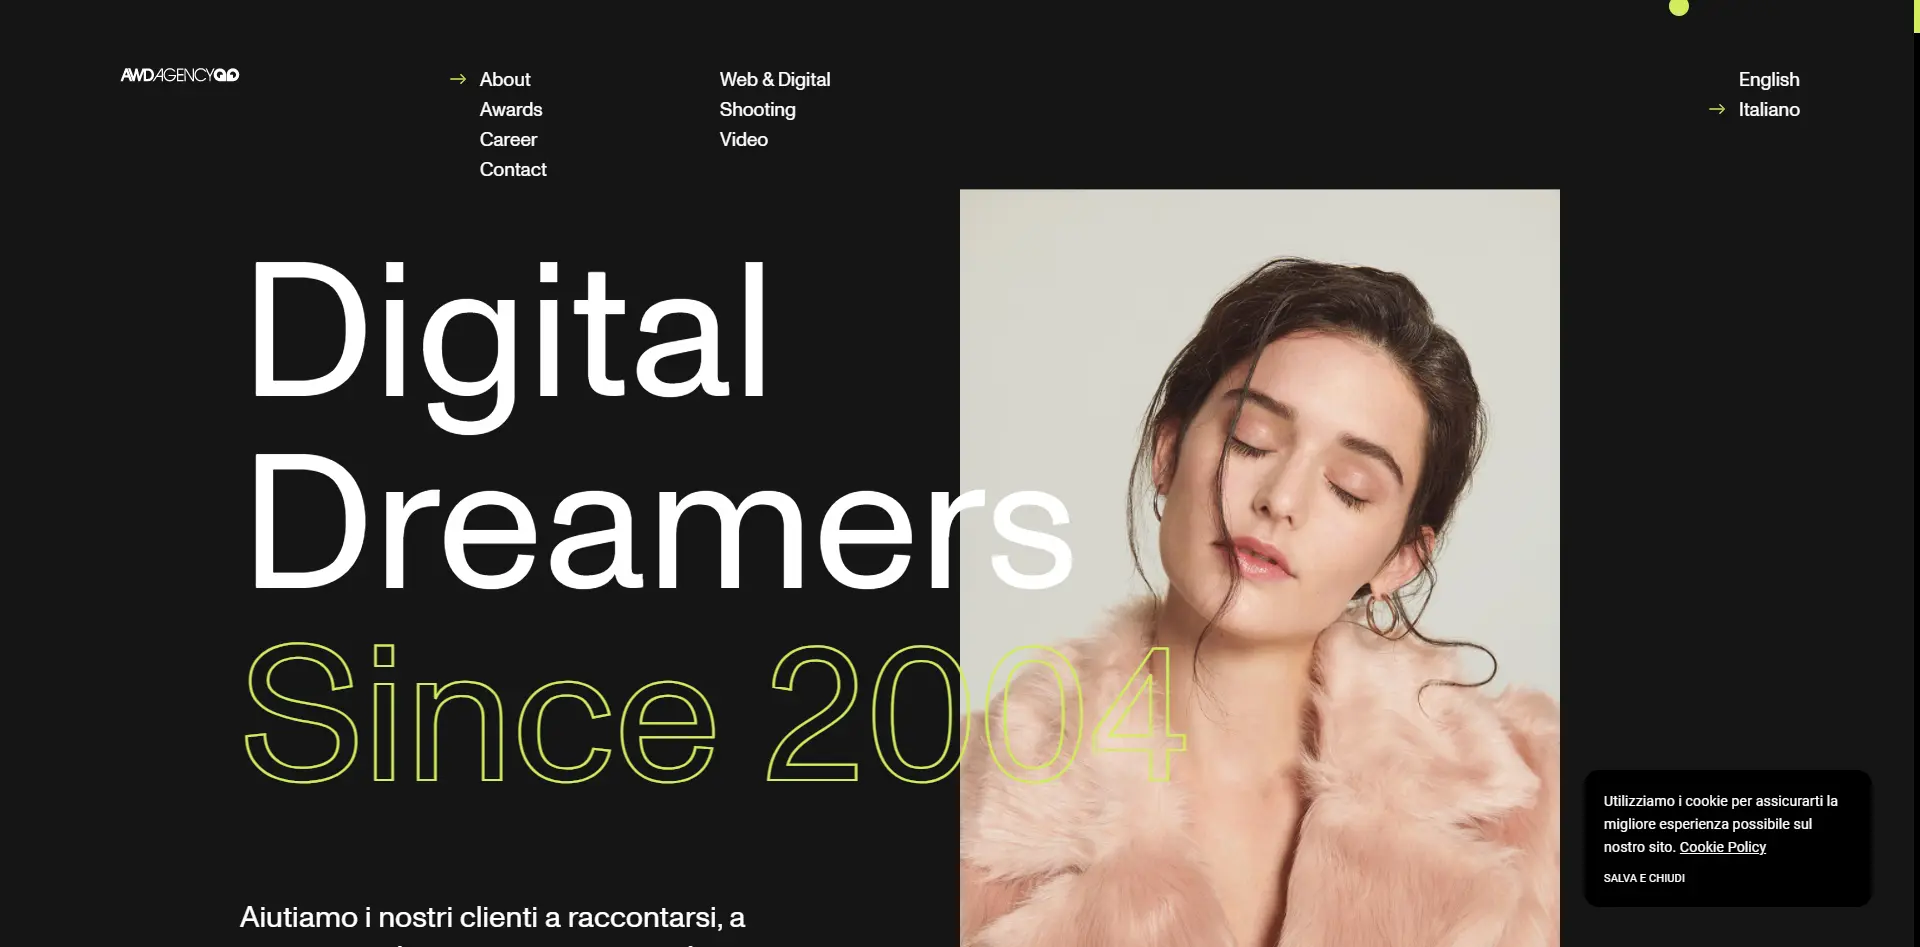 AWDAGENCY
About
Awards
Career
Contact
Web & Digital
Shooting
Video
English
Italiano
Digital
Dreamers
Since 2004
Aiutiamo i nostri clienti a raccontarsi, a
Utilizziamo i cookie per assicurarti la
migliore esperienza possibile sul
nostro sito. Cookie Policy
SALVA E CHIUDI